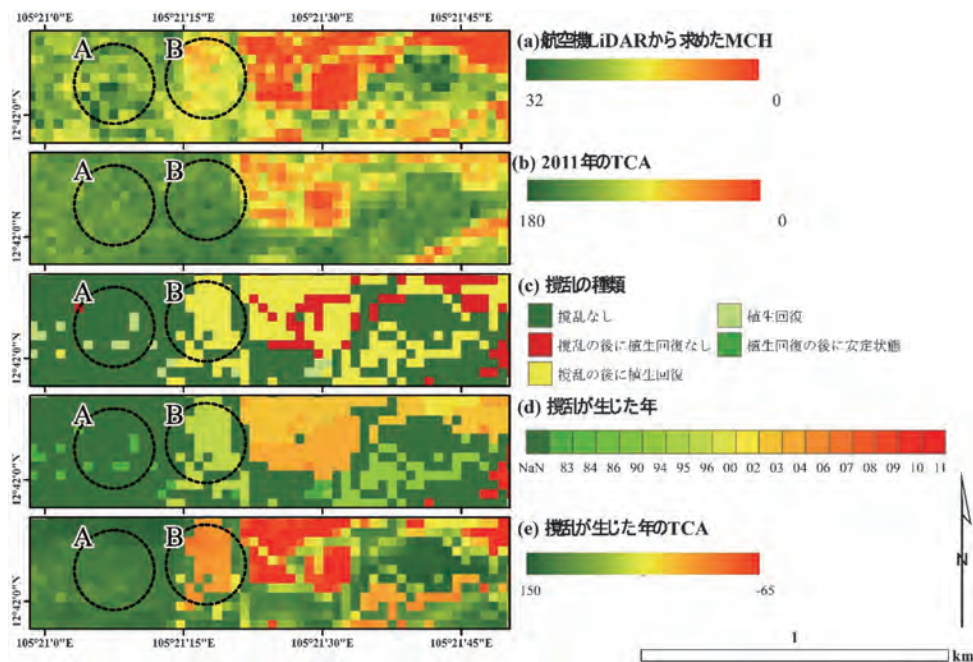 105°21'0"E 105°21'15"E 105°21'30"E 105°21'45"E
A B
12°42'0"N
(a) 航空機LiDARから求めたMCH
32 0
A B
12°42'0"N
(b) 2011年のTCA
180 0
A B
12°42'0"N
(c) 撹乱の種類
撹乱なし
植生回復
撹乱の後に植生回復なし
植生回復の後に安定状態
撹乱の後に植生回復
A B
12°42'0"N
(d) 撹乱が生じた年
NaN 83 84 86 90 94 95 96 00 02 03 04 06 07 08 09 10 11
A B
12°42'0"N
(e) 撹乱が生じた年のTCA
150 -65
N
105°21'0"E 105°21'15"E 105°21'30"E 105°21'45"E
1
km